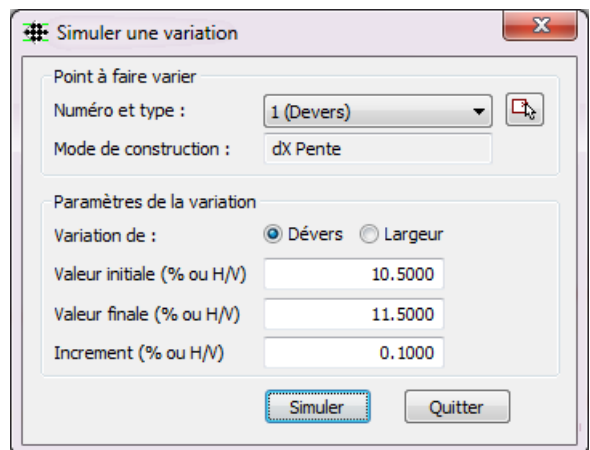 Simuler une variation
Point à faire varier
Numéro et type : 1 (Devers)
Mode de construction : dX Pente
Paramètres de la variation
Variation de : Dévers Largeur
Valeur initiale (% ou H/V) 10.5000
Valeur finale (% ou H/V) 11.5000
Increment (% ou H/V) 0.1000
Simuler Quitter